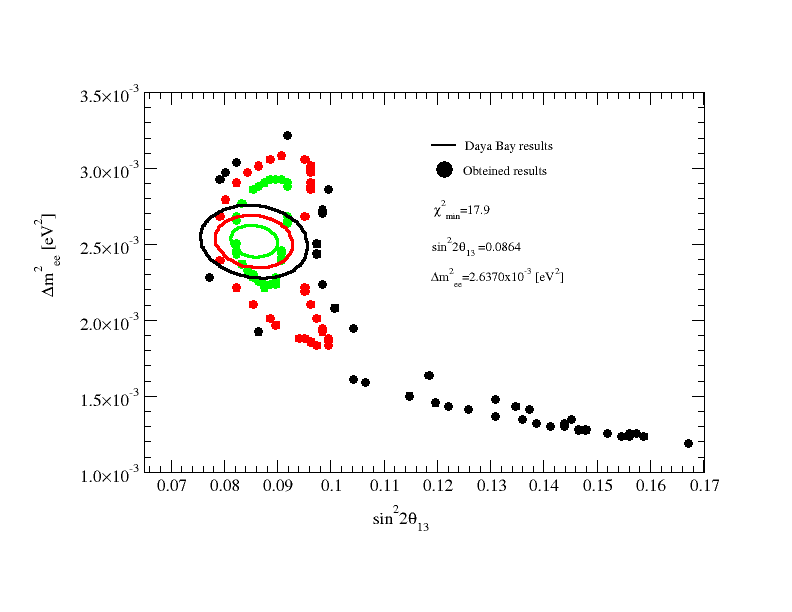 3.5×10⁻³
Daya Bay results
Obteined results
3.0×10⁻³
χ²min=17.9
sin²2θ13 =0.0864
Δm²ee=2.6370x10⁻³ [eV²]
Δm²ee [eV²]
2.5×10⁻³
2.0×10⁻³
1.5×10⁻³
1.0×10⁻³
0.07 0.08 0.09 0.1 0.11 0.12 0.13 0.14 0.15 0.16 0.17
sin²2θ13